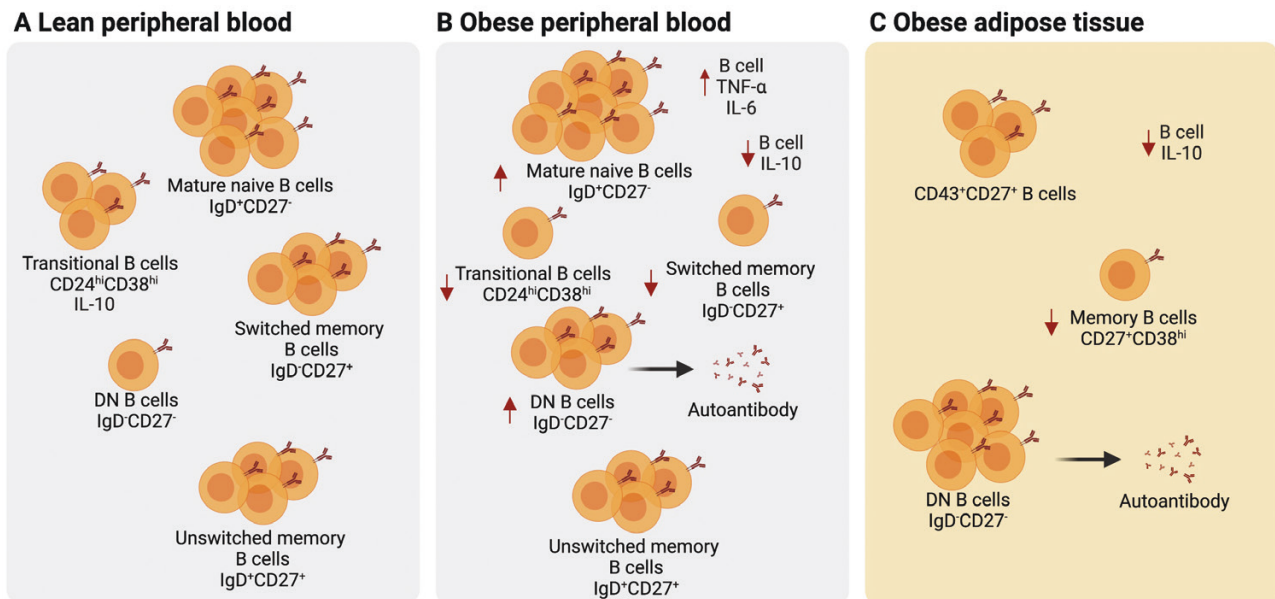 A Lean peripheral blood
Mature naive B cells
IgD⁺CD27⁻
Transitional B cells
CD24ʰⁱCD38ʰⁱ
IL-10
Switched memory
B cells
IgD⁻CD27⁺
DN B cells
IgD⁻CD27⁻
Unswitched memory
B cells
IgD⁺CD27⁺
B Obese peripheral blood
B cell
TNF-α
IL-6
B cell
IL-10
Mature naive B cells
IgD⁺CD27⁻
Transitional B cells
CD24ʰⁱCD38ʰⁱ
Switched memory
B cells
IgD⁻CD27⁺
DN B cells
IgD⁻CD27⁻
Autoantibody
Unswitched memory
B cells
IgD⁺CD27⁺
C Obese adipose tissue
CD43⁺CD27⁺ B cells
B cell
IL-10
Memory B cells
CD27⁺CD38ʰⁱ
DN B cells
IgD⁻CD27⁻
Autoantibody